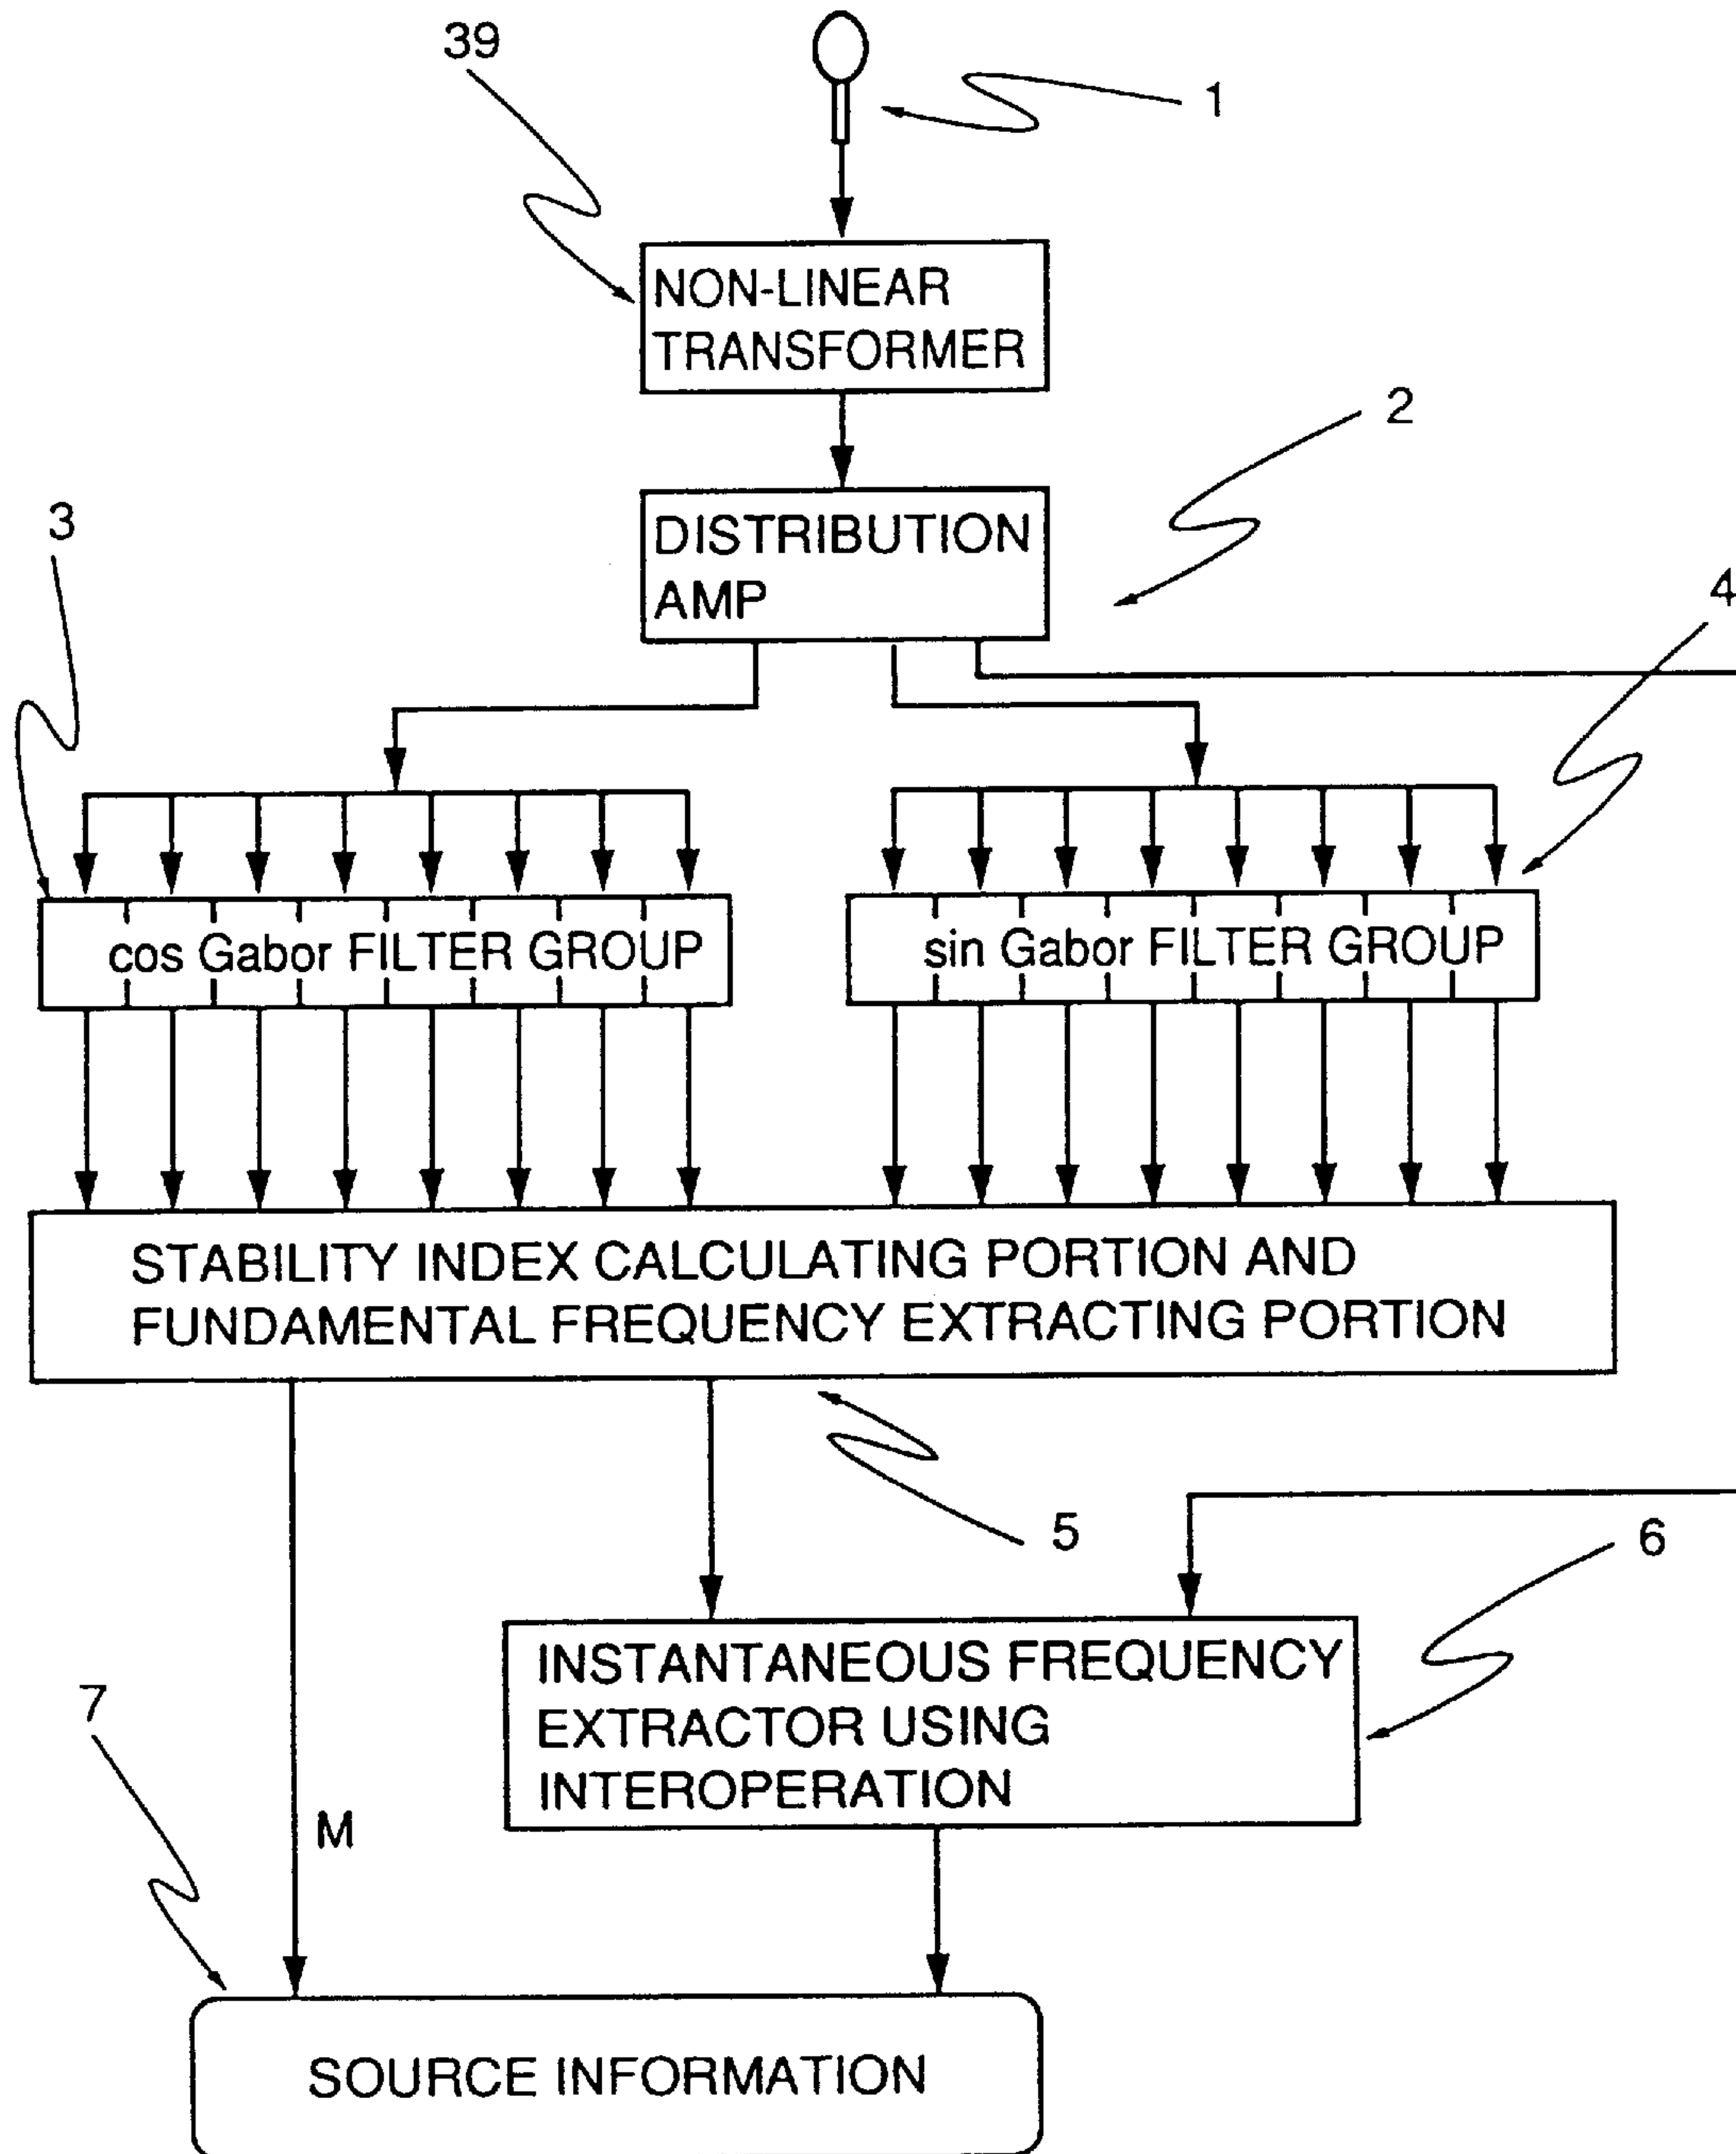 39
1
NON-LINEAR
TRANSFORMER
2
DISTRIBUTION
AMP
3
4
cos Gabor FILTER GROUP
sin Gabor FILTER GROUP
STABILITY INDEX CALCULATING PORTION AND
FUNDAMENTAL FREQUENCY EXTRACTING PORTION
5
6
INSTANTANEOUS FREQUENCY
EXTRACTOR USING
INTEROPERATION
7
M
SOURCE INFORMATION